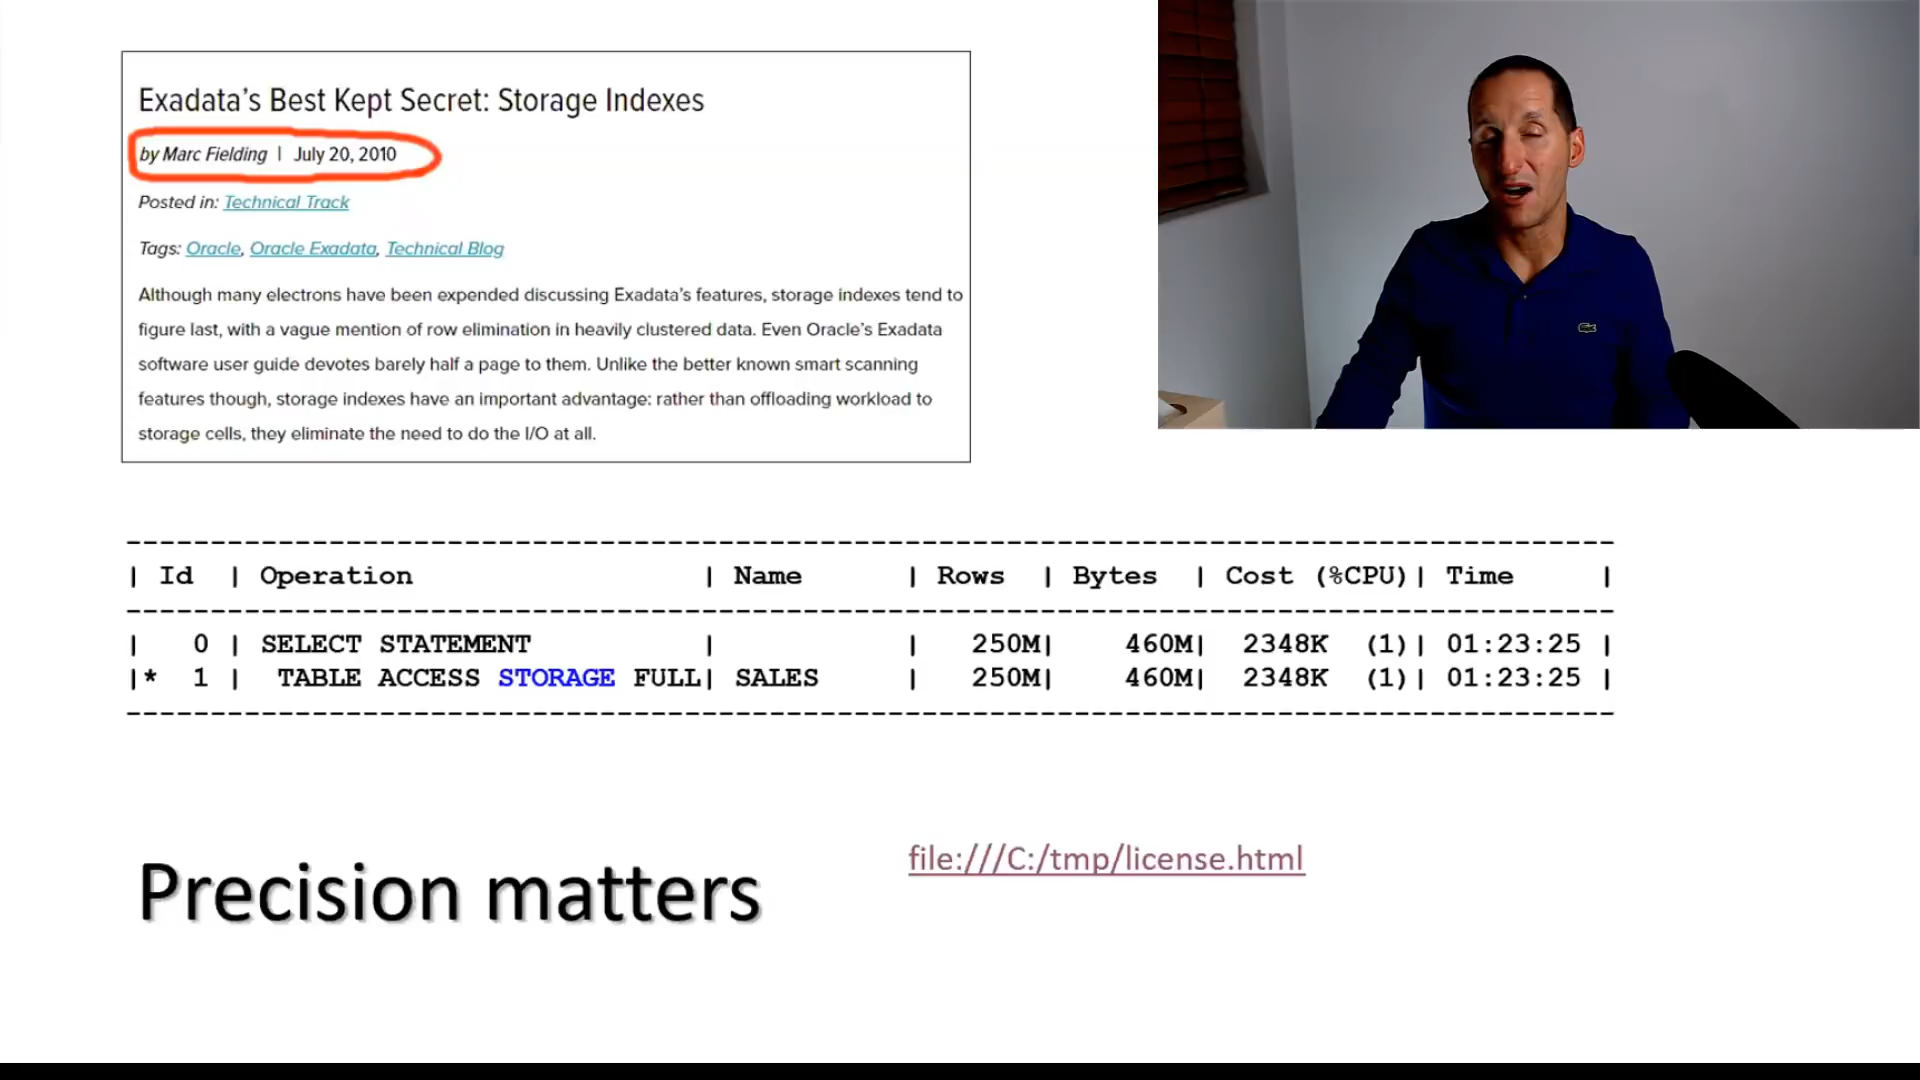 Exadata's Best Kept Secret: Storage Indexes
by Marc Fielding | July 20, 2010
Posted in: Technical Track
Tags: Oracle, Oracle Exadata, Technical Blog
Although many electrons have been expended discussing Exadata's features, storage indexes tend to
figure last, with a vague mention of row elimination in heavily clustered data. Even Oracle's Exadata
software user guide devotes barely half a page to them. Unlike the better known smart scanning
features though, storage indexes have an important advantage: rather than offloading workload to
storage cells, they eliminate the need to do the I/O at all.
----------------------------------------------------------------------------------------
| Id  | Operation                 | Name      | Rows  | Bytes  | Cost (%CPU)| Time     |
----------------------------------------------------------------------------------------
|   0 | SELECT STATEMENT          |           |   250M|    460M|  2348K  (1)| 01:23:25 |
|*  1 |  TABLE ACCESS STORAGE FULL| SALES     |   250M|    460M|  2348K  (1)| 01:23:25 |
----------------------------------------------------------------------------------------
Precision matters
file:///C:/tmp/license.html